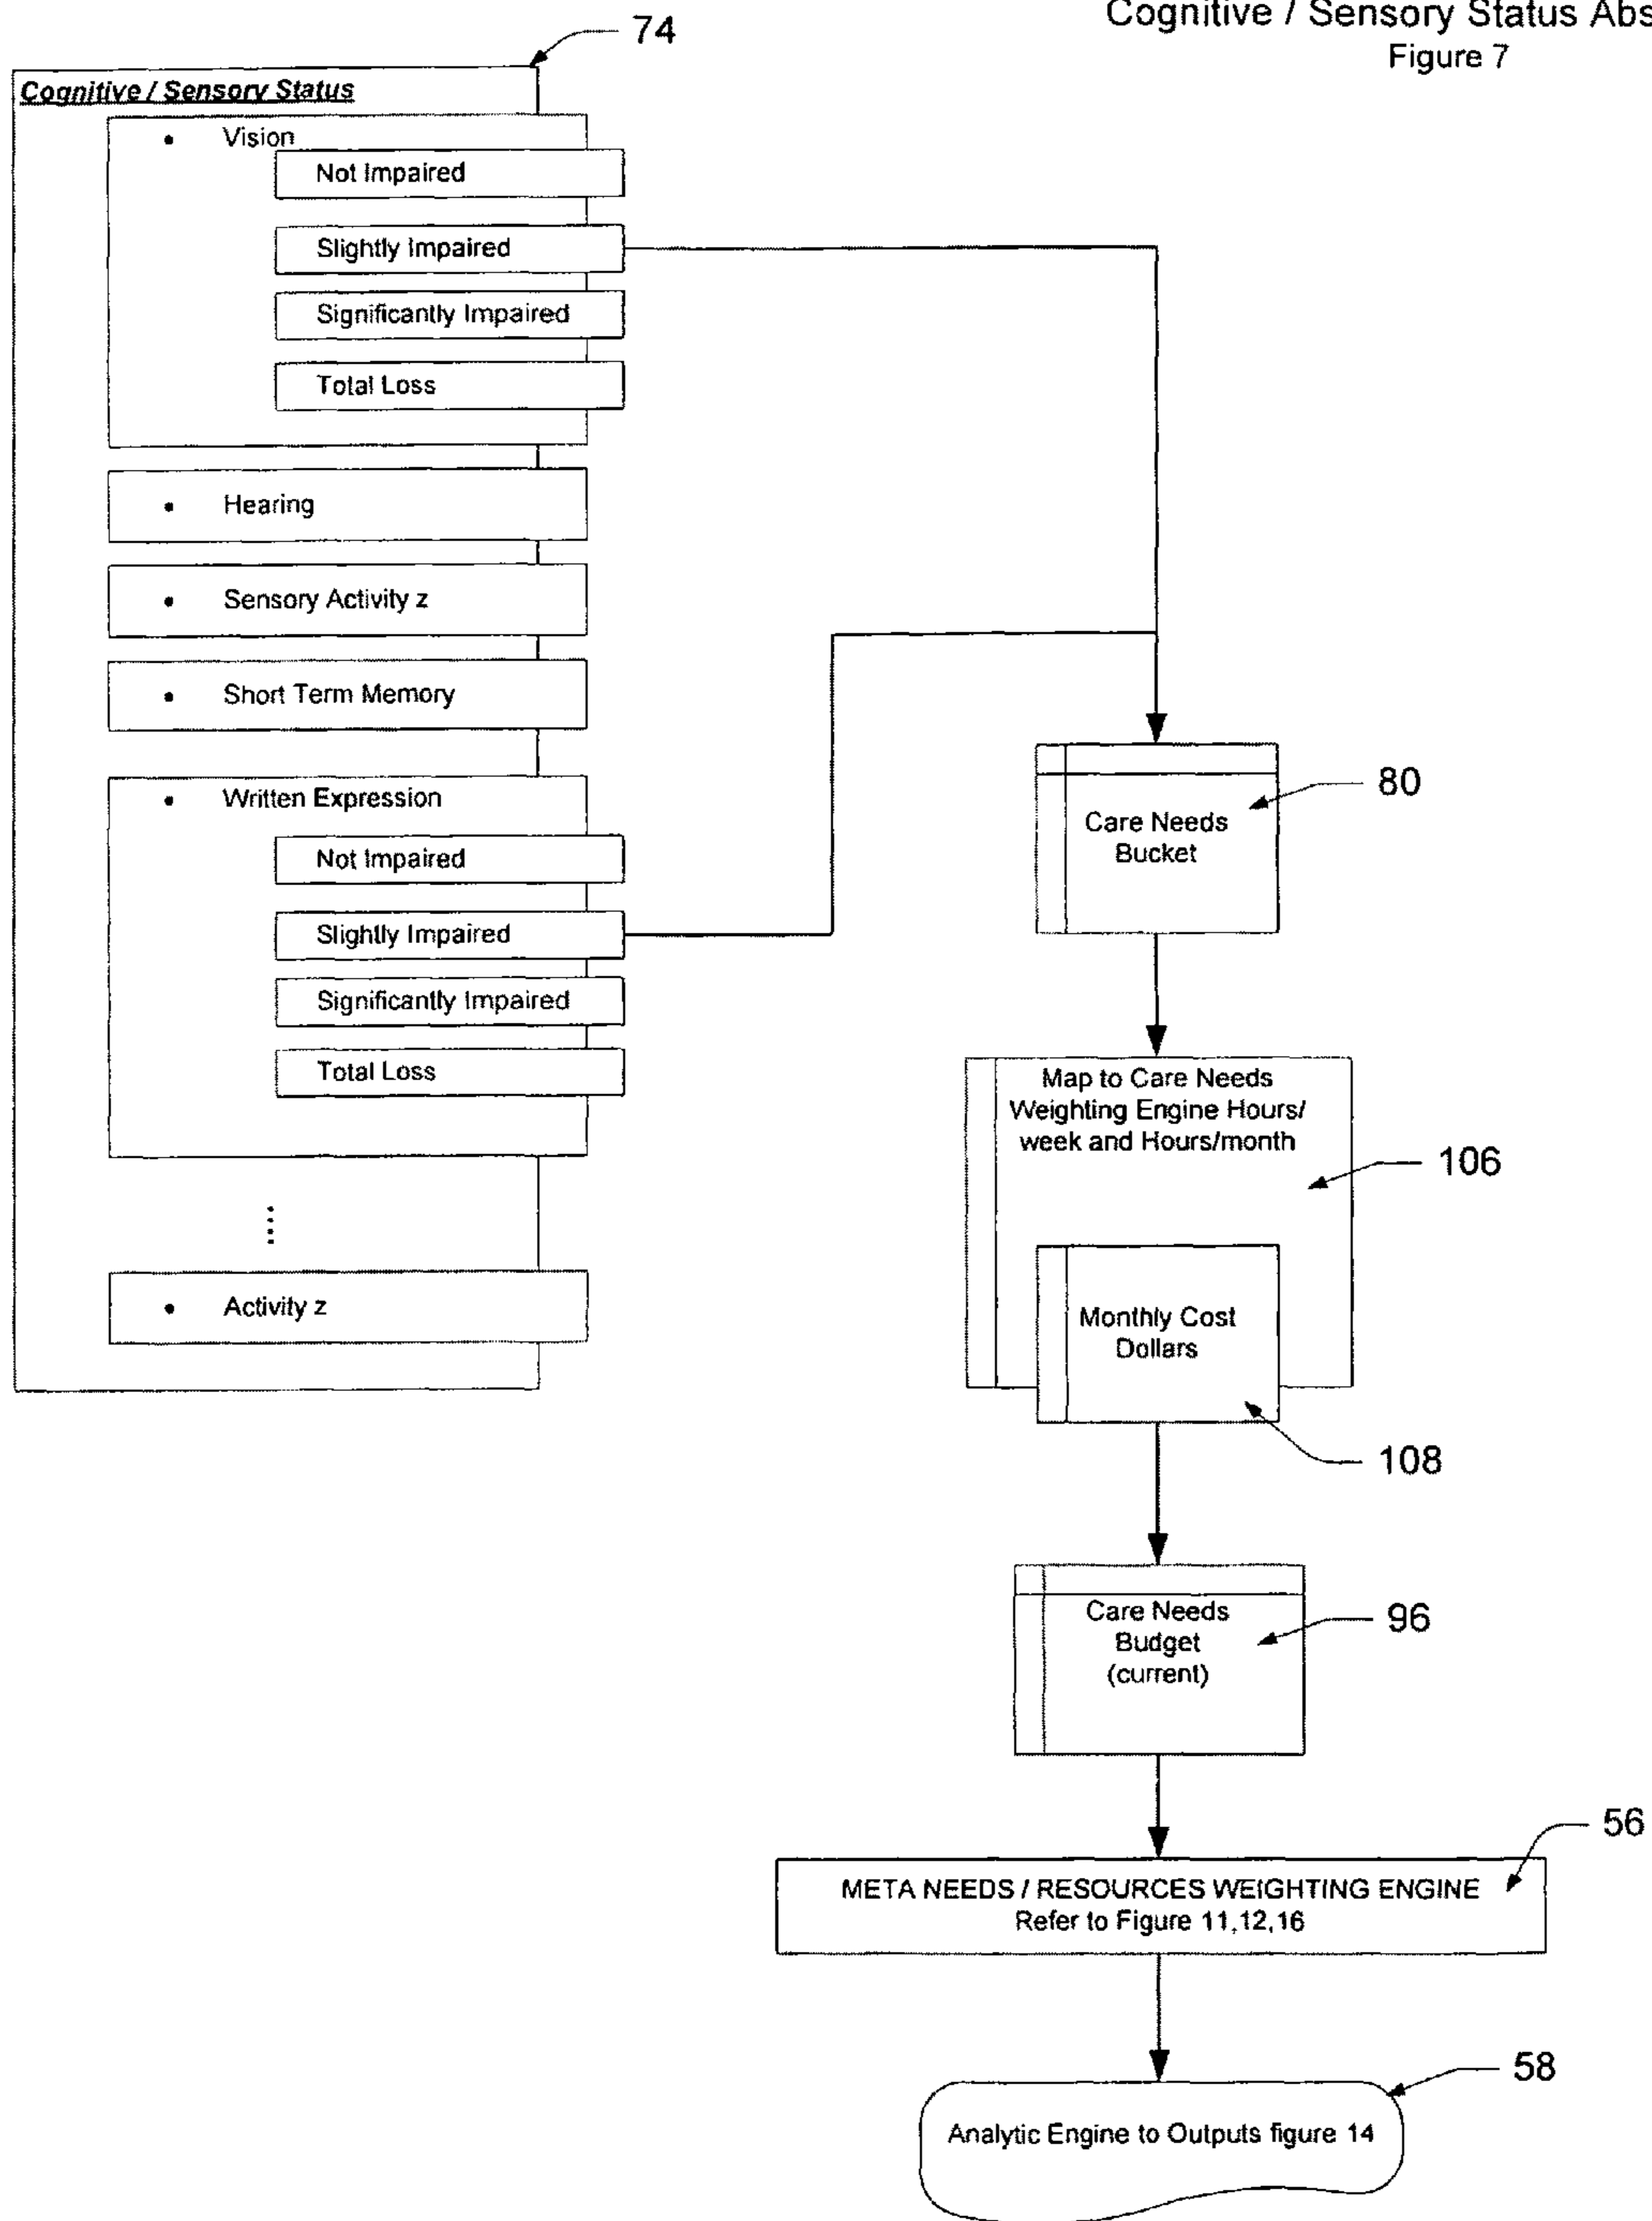 Cognitive / Sensory Status Abs
Figure 7
74
Cognitive / Sensory Status
• Vision
Not Impaired
Slightly Impaired
Significantly Impaired
Total Loss
• Hearing
• Sensory Activity z
• Short Term Memory
• Written Expression
Not Impaired
Slightly Impaired
Significantly Impaired
Total Loss
....
• Activity z
Care Needs
Bucket
80
Map to Care Needs
Weighting Engine Hours/
week and Hours/month
106
Monthly Cost
Dollars
108
Care Needs
Budget
(current)
96
META NEEDS / RESOURCES WEIGHTING ENGINE
Refer to Figure 11,12,16
56
Analytic Engine to Outputs figure 14
58